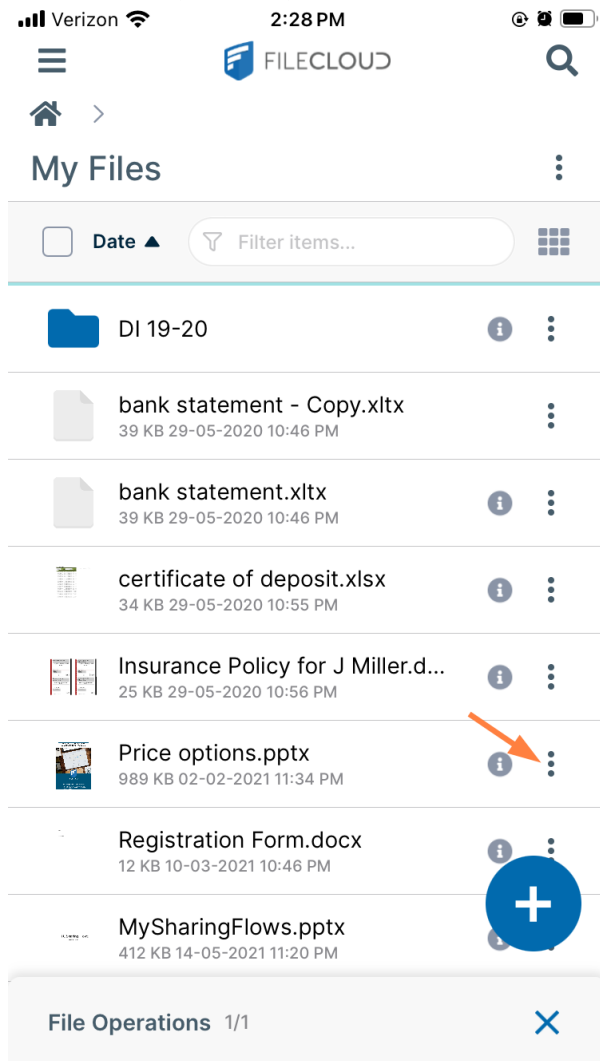 Verizon 2:28 PM
FILECLOUD
My Files
Date Filter items...
DI 19-20
bank statement - Copy.xltx
39 KB 29-05-2020 10:46 PM
bank statement.xltx
39 KB 29-05-2020 10:46 PM
certificate of deposit.xlsx
34 KB 29-05-2020 10:55 PM
Insurance Policy for J Miller.d...
25 KB 29-05-2020 10:56 PM
Price options.pptx
989 KB 02-02-2021 11:34 PM
Registration Form.docx
12 KB 10-03-2021 10:46 PM
MySharingFlows.pptx
412 KB 14-05-2021 11:20 PM
File Operations 1/1